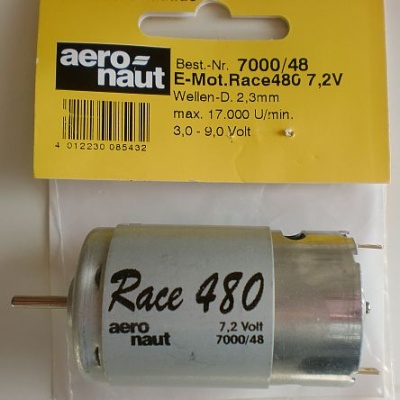 aero
naut
Best.-Nr. 7000/48
E-Mot.Race480 7,2V
Wellen-D. 2,3mm
max. 17.000 U/min.
3,0 - 9,0 Volt
4 012230 085432
Race 480
aero
naut
7,2 Volt
7000/48